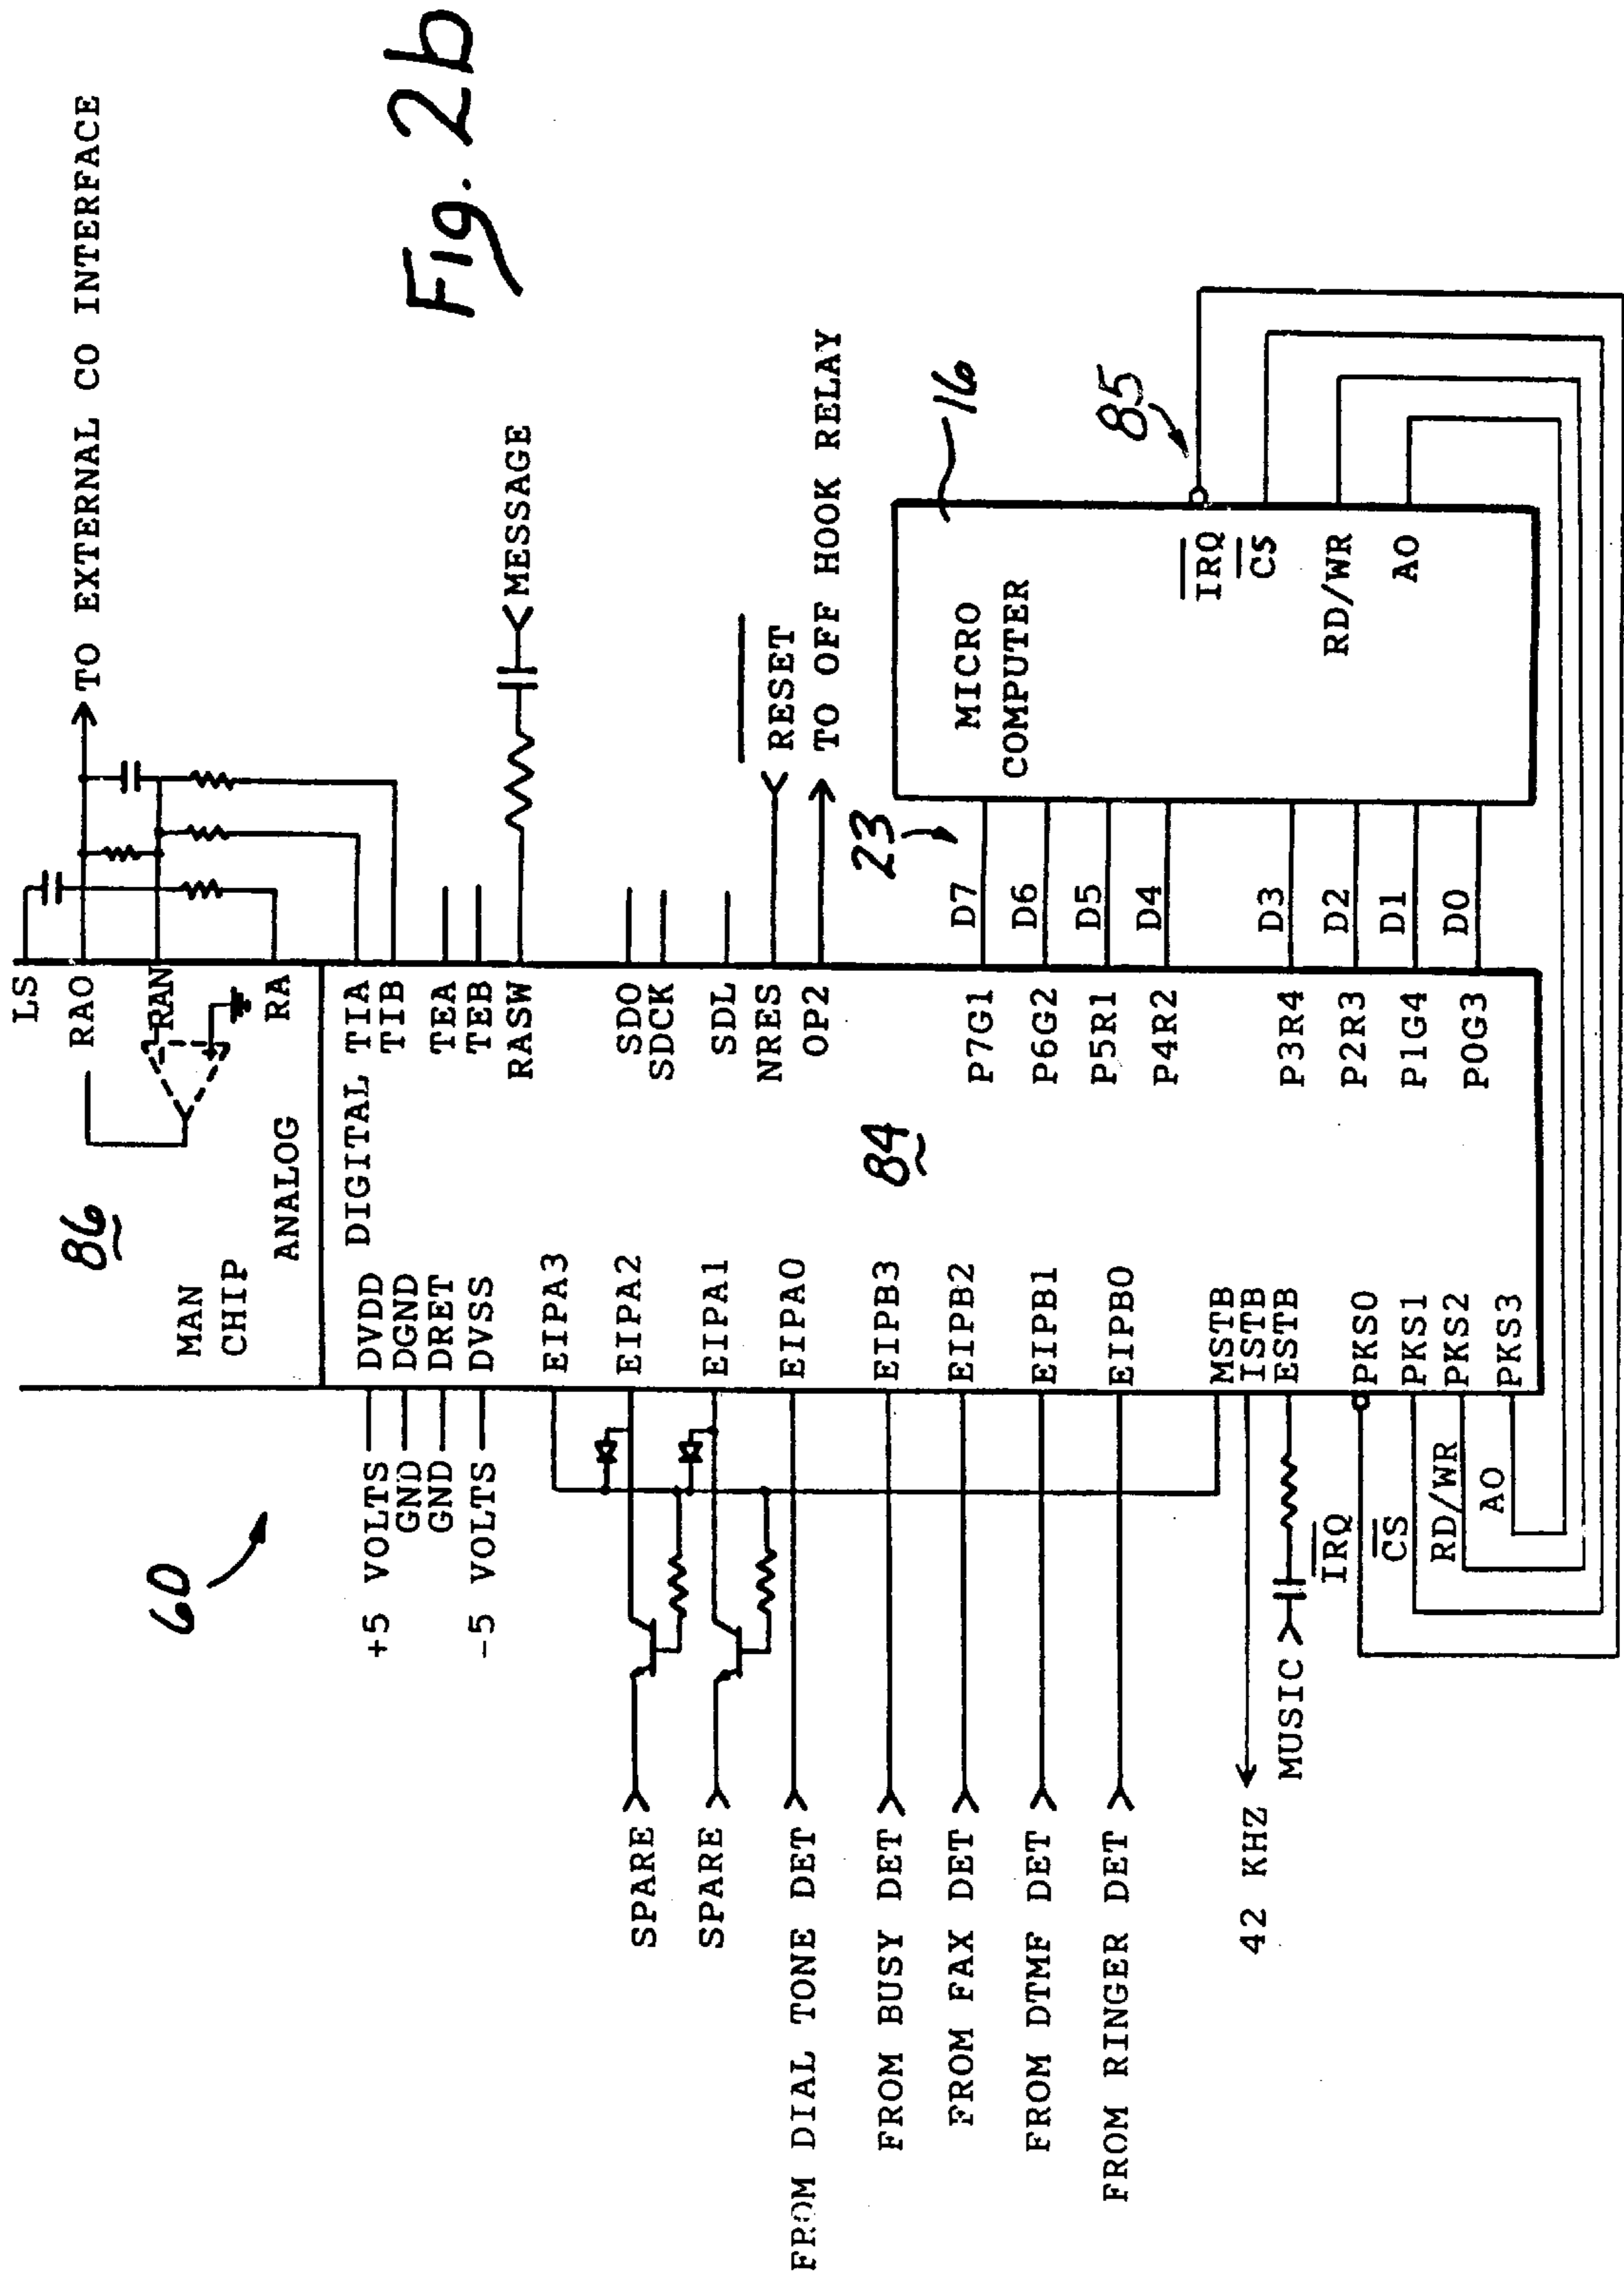 Fig. 2b
60
86
MAN
CHIP
ANALOG
LS
RAO
RAN
RA
TO EXTERNAL CO INTERFACE
DIGITAL
+5 VOLTS
GND
GND
-5 VOLTS
DVDD
DGND
DRET
DVSS
TIA
TIB
TEA
TEB
RASW
MESSAGE
SDO
SDCK
SDL
NRES
RESET
OP2
TO OFF HOOK RELAY
84
SPARE
EIPA3
EIPA2
SPARE
EIPA1
FROM DIAL TONE DET
EIPA0
FROM BUSY DET
EIPB3
FROM FAX DET
EIPB2
FROM DTMF DET
EIPB1
FROM RINGER DET
EIPB0
42 KHZ
MUSIC
MSTB
ISTB
ESTB
IRQ
PKS0
CS
PKS1
RD/WR
PKS2
AO
PKS3
P7G1
D7
P6G2
D6
P5R1
D5
P4R2
D4
P3R4
D3
P2R3
D2
P1G4
D1
P0G3
D0
23
MICRO
COMPUTER
16
85
IRQ
CS
RD/WR
AO